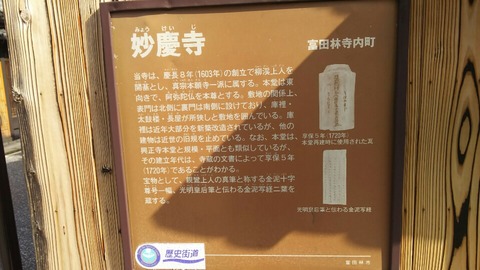 みょう けい じ
妙慶寺
富田林寺内町
当寺は、慶長8年(1603年)の創立で柳渓上人を
開基とし、真宗本願寺一派に属する。本堂は東
向きで、阿弥陀仏を本尊とする。敷地の関係上、
表門は北側に裏門は南側に設けており、庫裡・
太鼓楼・長屋が所狭しと敷地を囲んでいる。庫
裡は近年大部分を新築改造されているが、他の
建物は近世の旧規を止めている。なお、本堂は、
興正寺本堂と規模・平面とも類似しているが、
その建立年代は、寺蔵の文書によって享保5年
(1720年)であることがわかる。
宝物として、親鸞上人の真筆と称する金泥十字
尊号一幅、光明皇后筆と伝わる金泥写経二葉を
蔵する。
享保5年(1720年)
本堂再建時に使用された瓦
光明皇后筆と伝わる金泥写経
歴史街道
富田林市